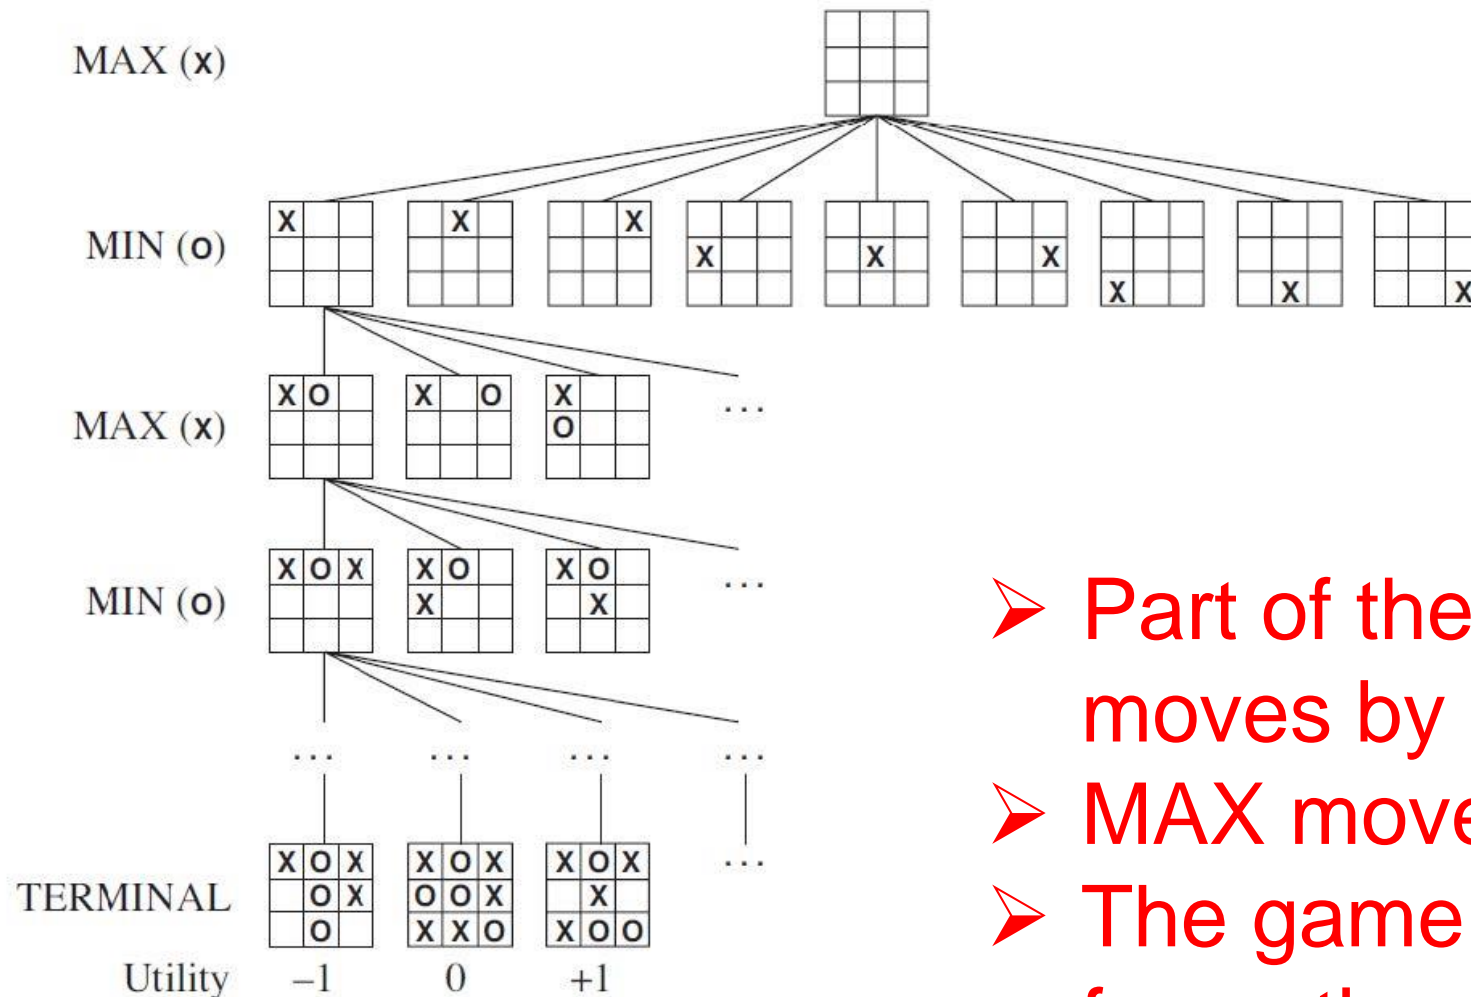 MAX (x)
X X X
MIN (o) X X X
X X X
X O X O X
MAX (x) O ...
X O X X O X O
MIN (o) X X ...
➢ Part of the
moves by
... ... ... ...
➢ MAX move
X O X X O X X O X ...
TERMINAL O X O O X X
➢ The game
O X X O X O O
Utility –1 0 +1